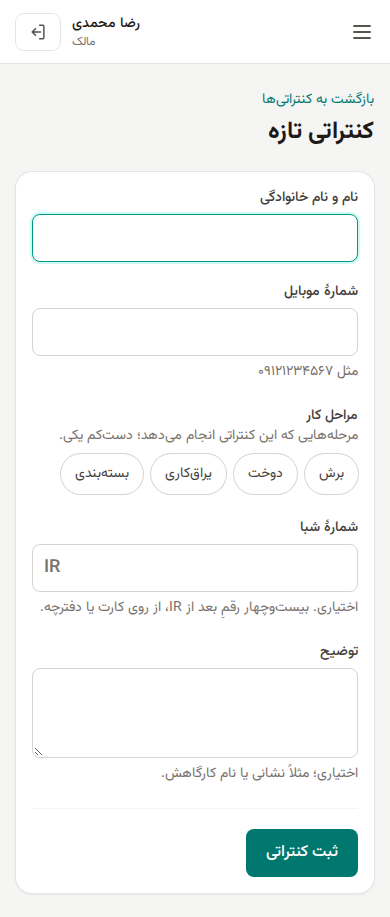 رضا محمدی
مالک
بازگشت به کنتراتی‌ها
کنتراتی تازه
نام و نام خانوادگی
شمارهٔ موبایل
مثل ۰۹۱۲۱۲۳۴۵۶۷
مراحل کار
مرحله‌هایی که این کنتراتی انجام می‌دهد؛ دست‌کم یکی.
برش
دوخت
یراق‌کاری
بسته‌بندی
شمارهٔ شبا
IR
اختیاری. بیست‌وچهار رقمِ بعد از IR، از روی کارت یا دفترچه.
توضیح
اختیاری؛ مثلاً نشانی یا نام کارگاهش.
ثبت کنتراتی